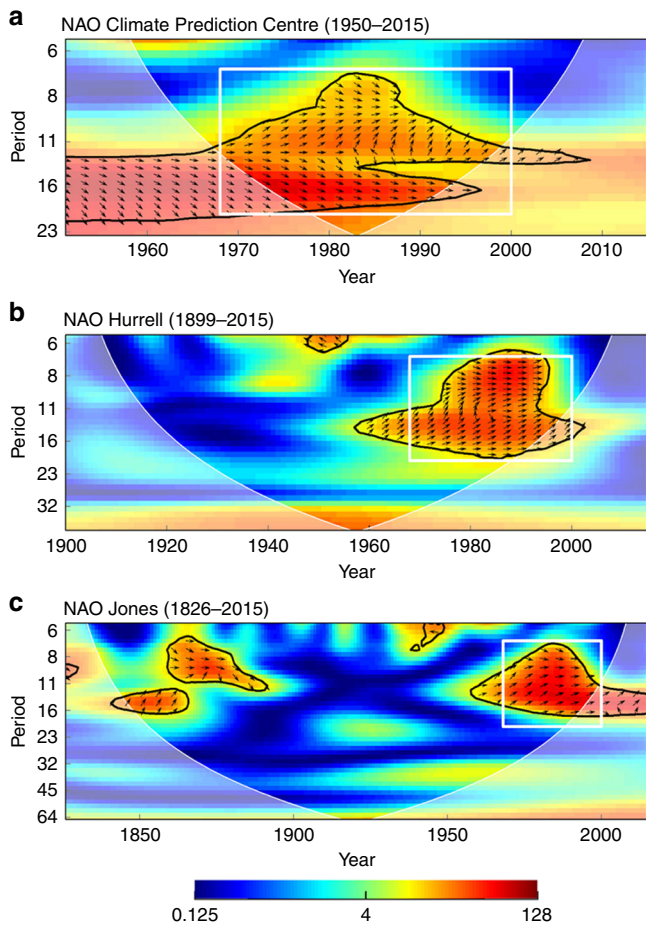 a
NAO Climate Prediction Centre (1950–2015)
6
8
11
16
23
Period
1960 1970 1980 1990 2000 2010
Year
b
NAO Hurrell (1899–2015)
6
8
11
16
23
32
Period
1900 1920 1940 1960 1980 2000
Year
c
NAO Jones (1826–2015)
6
8
11
16
23
32
45
64
Period
1850 1900 1950 2000
Year
0.125 4 128